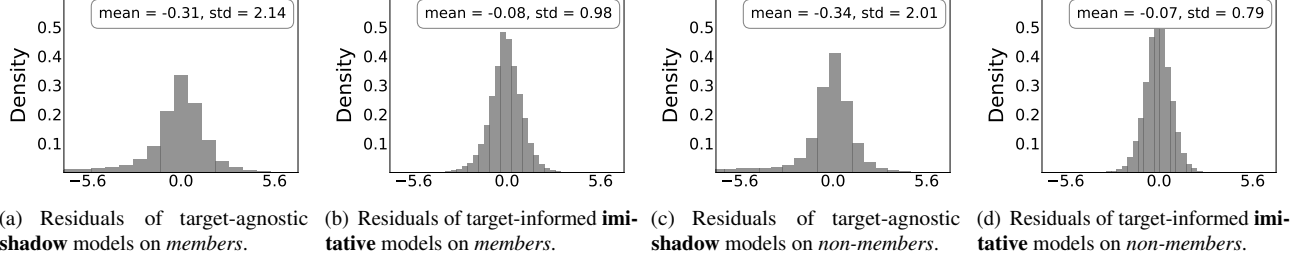 mean = -0.31, std = 2.14
0.5
0.4
0.3
0.2
0.1
Density
−5.6 0.0 5.6
(a) Residuals of target-agnostic
shadow models on members.
mean = -0.08, std = 0.98
0.5
0.4
0.3
0.2
0.1
Density
−5.6 0.0 5.6
(b) Residuals of target-informed imi-
tative models on members.
mean = -0.34, std = 2.01
0.5
0.4
0.3
0.2
0.1
Density
−5.6 0.0 5.6
(c) Residuals of target-agnostic
shadow models on non-members.
mean = -0.07, std = 0.79
0.5
0.4
0.3
0.2
0.1
Density
−5.6 0.0 5.6
(d) Residuals of target-informed imi-
tative models on non-members.